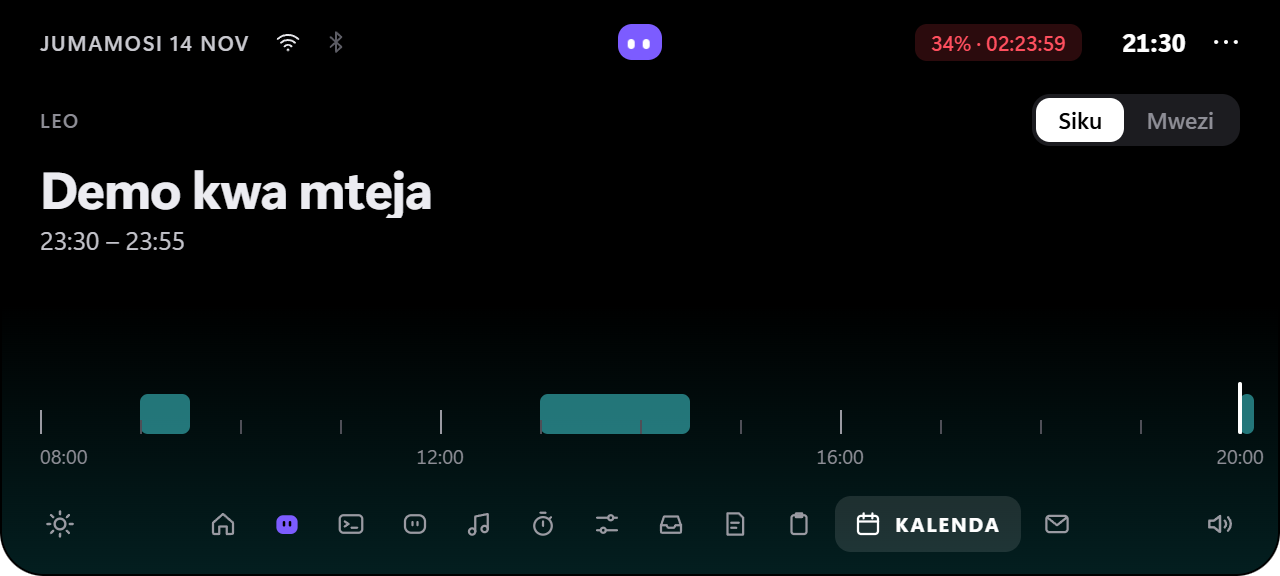 JUMAMOSI 14 NOV
34% · 02:23:59
21:30
LEO
Siku
Mwezi
Demo kwa mteja
23:30 – 23:55
08:00
12:00
16:00
20:00
KALENDA